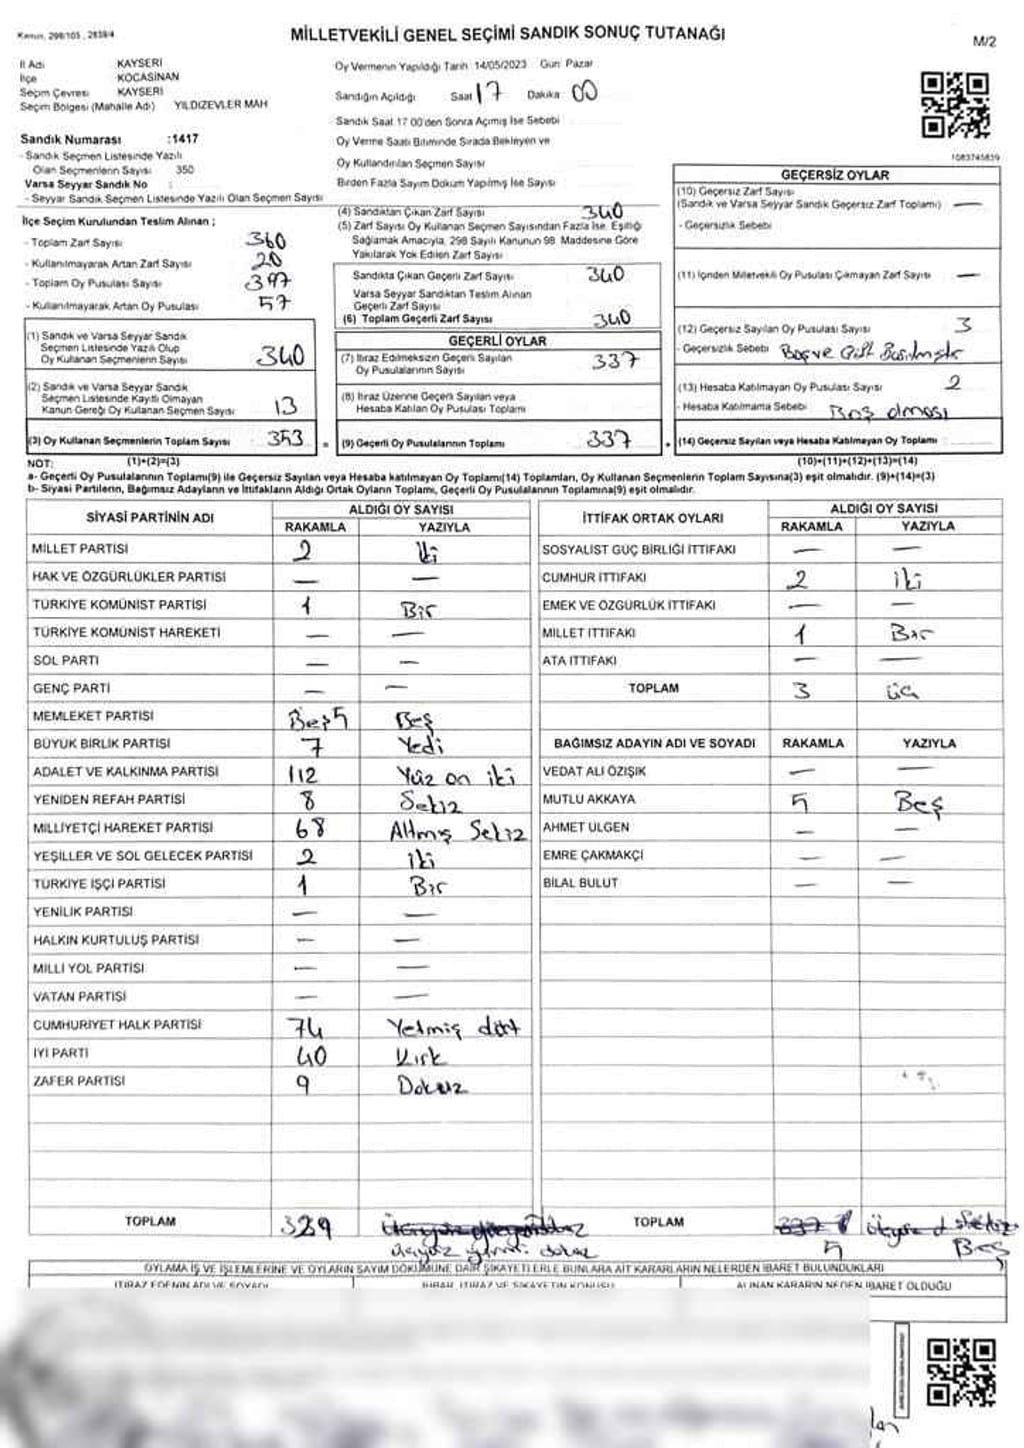 Kanun, 298/105 , 2839/4
MİLLETVEKİLİ GENEL SEÇİMİ SANDIK SONUÇ TUTANAĞI
M/2
İl Adı KAYSERİ
İlçe KOCASİNAN
Seçim Çevresi KAYSERİ
Seçim Bölgesi (Mahalle Adı) YILDIZEVLER MAH
Sandık Numarası :1417
- Sandık Seçmen Listesinde Yazılı
Olan Seçmenlerin Sayısı 350
Varsa Seyyar Sandık No :
- Seyyar Sandık Seçmen Listesinde Yazılı Olan Seçmen Sayısı
Oy Vermenin Yapıldığı Tarih 14/05/2023 Gün Pazar
Sandığın Açıldığı Saat 17 Dakika 00
Sandık Saat 17 00'den Sonra Açmış İse Sebebi
Oy Verme Saati Bitiminde Sırada Bekleyen ve
Oy Kullandırılan Seçmen Sayısı
Birden Fazla Sayım Döküm Yapılmış İse Sayısı
1083745839
İlçe Seçim Kurulundan Teslim Alınan ;
- Toplam Zarf Sayısı 360
- Kullanılmayarak Artan Zarf Sayısı 20
- Toplam Oy Pusulası Sayısı 397
- Kullanılmayarak Artan Oy Pusulası 57
(1) Sandık ve Varsa Seyyar Sandık
Seçmen Listesinde Yazılı Olup
Oy Kullanan Seçmenlerin Sayısı 340
(2) Sandık ve Varsa Seyyar Sandık
Seçmen Listesinde Kayıtlı Olmayan
Kanun Gereği Oy Kullanan Seçmen Sayısı 13
(3) Oy Kullanan Seçmenlerin Toplam Sayısı 353
(4) Sandıktan Çıkan Zarf Sayısı 340
(5) Zarf Sayısı Oy Kullanan Seçmen Sayısından Fazla İse, Eşitliği
Sağlamak Amacıyla, 298 Sayılı Kanunun 98. Maddesine Göre
Yakılarak Yok Edilen Zarf Sayısı
Sandıkta Çıkan Geçerli Zarf Sayısı 340
Varsa Seyyar Sandıktan Teslim Alınan
Geçerli Zarf Sayısı
(6) Toplam Geçerli Zarf Sayısı 340
GEÇERLİ OYLAR
(7) İtiraz Edilmeksizin Geçerli Sayılan
Oy Pusulalarının Sayısı 337
(8) İtiraz Üzerine Geçerli Sayılan veya
Hesaba Katılan Oy Pusulası Toplamı
= (9) Geçerli Oy Pusulalarının Toplamı 337
GEÇERSİZ OYLAR
(10) Geçersiz Zarf Sayısı
(Sandık ve Varsa Seyyar Sandık Geçersiz Zarf Toplamı) —
- Geçersizlik Sebebi
(11) İçinden Milletvekili Oy Pusulası Çıkmayan Zarf Sayısı —
(12) Geçersiz Sayılan Oy Pusulası Sayısı 3
- Geçersizlik Sebebi Boş ve Çift Basılmıştır
(13) Hesaba Katılmayan Oy Pusulası Sayısı 2
- Hesaba Katılmama Sebebi Boş olması
+ (14) Geçersiz Sayılan veya Hesaba Katılmayan Oy Toplamı
NOT: (1)+(2)=(3) (10)+(11)+(12)+(13)=(14)
a- Geçerli Oy Pusulalarının Toplamı(9) ile Geçersiz Sayılan veya Hesaba katılmayan Oy Toplamı(14) Toplamları, Oy Kullanan Seçmenlerin Toplam Sayısına(3) eşit olmalıdır. (9)+(14)=(3)
b- Siyasi Partilerin, Bağımsız Adayların ve İttifakların Aldığı Ortak Oyların Toplamı, Geçerli Oy Pusulalarının Toplamına(9) eşit olmalıdır.
SİYASİ PARTİNİN ADI ALDIĞI OY SAYISI
RAKAMLA YAZIYLA
MİLLET PARTİSİ 2 iki
HAK VE ÖZGÜRLÜKLER PARTİSİ — —
TÜRKİYE KOMÜNİST PARTİSİ 1 Bir
TÜRKİYE KOMÜNİST HAREKETİ — —
SOL PARTİ — —
GENÇ PARTİ — —
MEMLEKET PARTİSİ Beş 5 Beş
BÜYÜK BİRLİK PARTİSİ 7 Yedi
ADALET VE KALKINMA PARTİSİ 112 Yüz on iki
YENİDEN REFAH PARTİSİ 8 Sekiz
MİLLİYETÇİ HAREKET PARTİSİ 68 Altmış Sekiz
YEŞİLLER VE SOL GELECEK PARTİSİ 2 iki
TÜRKİYE İŞÇİ PARTİSİ 1 Bir
YENİLİK PARTİSİ — —
HALKIN KURTULUŞ PARTİSİ — —
MİLLİ YOL PARTİSİ — —
VATAN PARTİSİ — —
CUMHURİYET HALK PARTİSİ 74 Yetmiş dört
İYİ PARTİ 40 Kırk
ZAFER PARTİSİ 9 Dokuz
TOPLAM 329
üçyüz yirmi dokuz
İTTİFAK ORTAK OYLARI ALDIĞI OY SAYISI
RAKAMLA YAZIYLA
SOSYALİST GÜÇ BİRLİĞİ İTTİFAKI — —
CUMHUR İTTİFAKI 2 iki
EMEK VE ÖZGÜRLÜK İTTİFAKI — —
MİLLET İTTİFAKI 1 Bir
ATA İTTİFAKI — —
TOPLAM 3 üç
BAĞIMSIZ ADAYIN ADI VE SOYADI RAKAMLA YAZIYLA
VEDAT ALİ ÖZIŞIK — —
MUTLU AKKAYA 5 Beş
AHMET ÜLGEN — —
EMRE ÇAKMAKÇİ — —
BİLAL BULUT — —
TOPLAM 337
5 Beş
OYLAMA İŞ VE İŞLEMLERİNE VE OYLARIN SAYIM DÖKÜMÜNE DAİR ŞİKAYETLERLE BUNLARA AİT KARARLARIN NELERDEN İBARET BULUNDUKLARI
İTİRAZ EDENİN ADI VE SOYADI İHBAR, İTİRAZ VE ŞİKAYETİN KONUSU ALINAN KARARIN NEDEN İBARET OLDUĞU